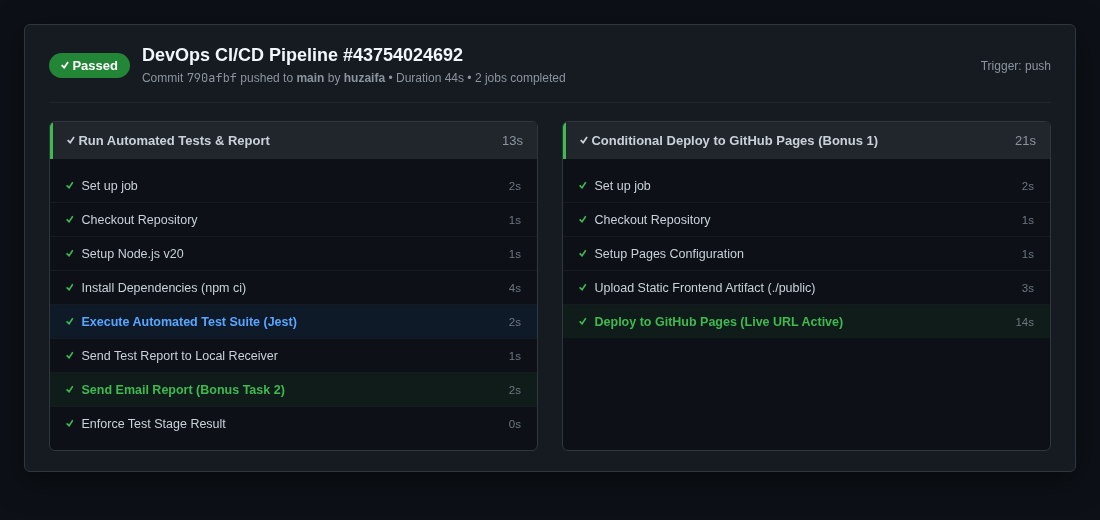 ✓ Passed
DevOps CI/CD Pipeline #43754024692
Commit 790afbf pushed to main by huzaifa • Duration 44s • 2 jobs completed
Trigger: push
✓ Run Automated Tests & Report 13s
✓ Set up job 2s
✓ Checkout Repository 1s
✓ Setup Node.js v20 1s
✓ Install Dependencies (npm ci) 4s
✓ Execute Automated Test Suite (Jest) 2s
✓ Send Test Report to Local Receiver 1s
✓ Send Email Report (Bonus Task 2) 2s
✓ Enforce Test Stage Result 0s
✓ Conditional Deploy to GitHub Pages (Bonus 1) 21s
✓ Set up job 2s
✓ Checkout Repository 1s
✓ Setup Pages Configuration 1s
✓ Upload Static Frontend Artifact (./public) 3s
✓ Deploy to GitHub Pages (Live URL Active) 14s